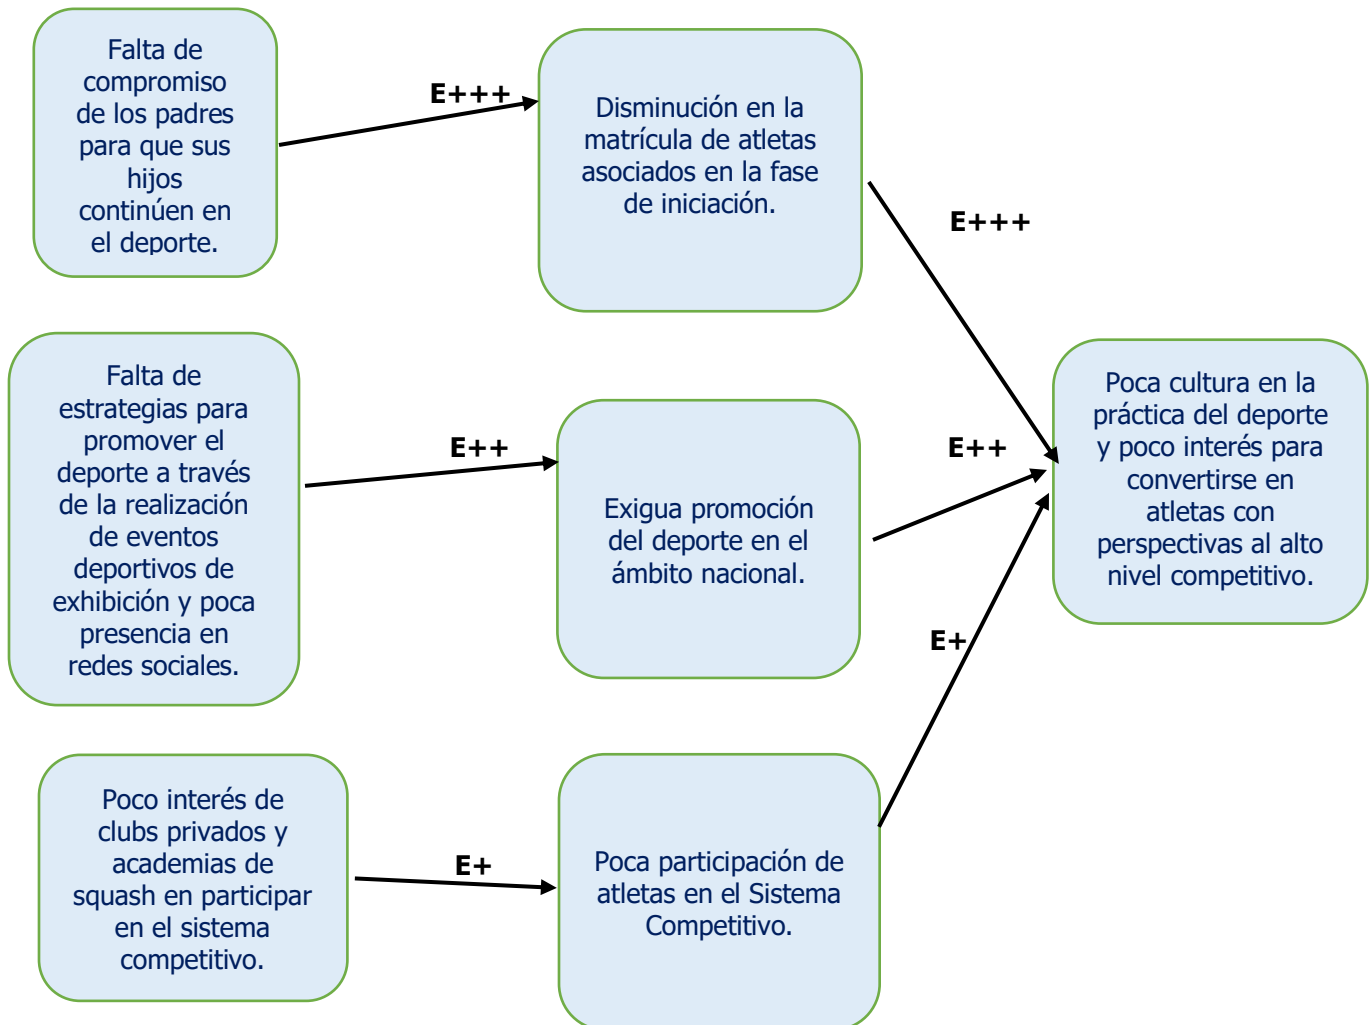 Falta de
compromiso
de los padres
para que sus
hijos
continúen en
el deporte.
E+++
Disminución en la
matrícula de atletas
asociados en la fase
de iniciación.
E+++
Falta de
estrategias para
promover el
deporte a través
de la realización
de eventos
deportivos de
exhibición y poca
presencia en
redes sociales.
E++
Exigua promoción
del deporte en el
ámbito nacional.
E++
Poca cultura en la
práctica del deporte
y poco interés para
convertirse en
atletas con
perspectivas al alto
nivel competitivo.
Poco interés de
clubs privados y
academias de
squash en participar
en el sistema
competitivo.
E+
Poca participación de
atletas en el Sistema
Competitivo.
E+